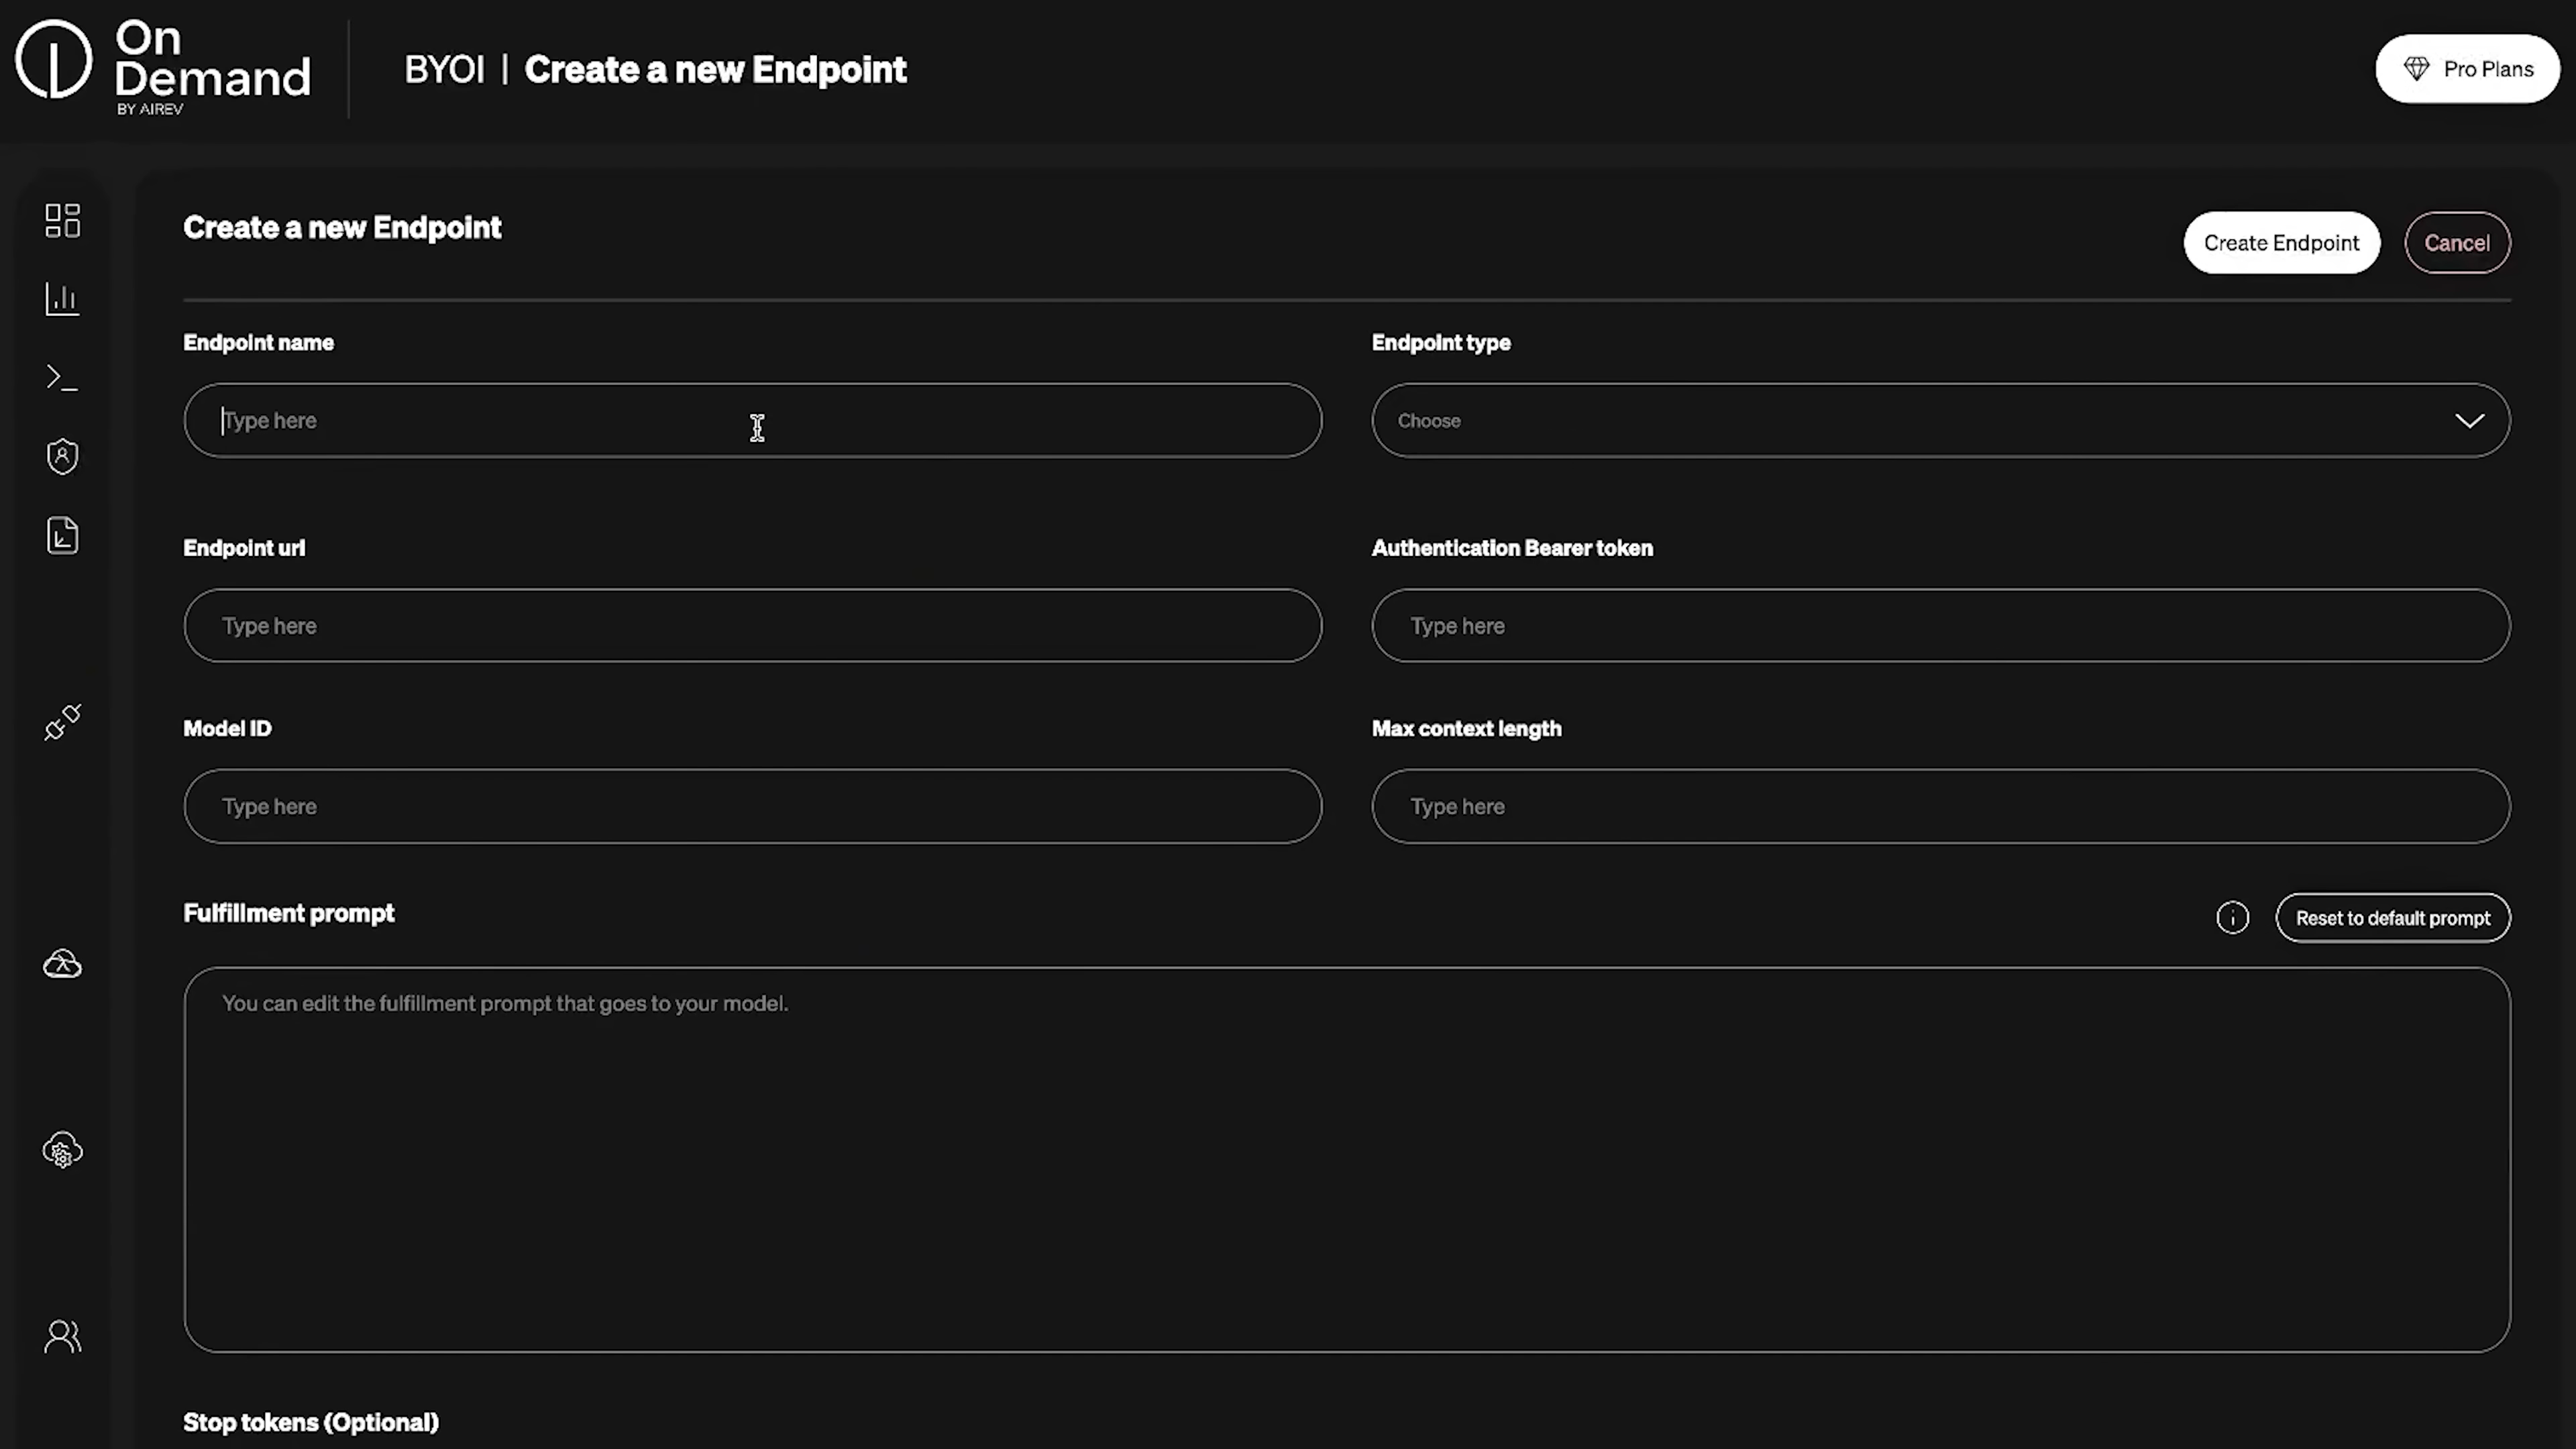 On
Demand
BY AIREV
BYOI | Create a new Endpoint
Pro Plans
Create a new Endpoint
Create Endpoint
Cancel
Endpoint name
Endpoint type
Type here
Choose
Endpoint url
Authentication Bearer token
Type here
Type here
Model ID
Max context length
Type here
Type here
Fulfillment prompt
Reset to default prompt
You can edit the fulfillment prompt that goes to your model.
Stop tokens (Optional)